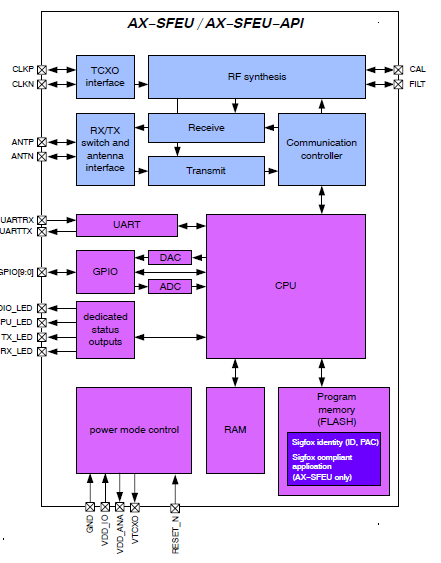 AX-SFEU / AX-SFEU-API
CLKP
CLKN
TCXO
interface
RF synthesis
CAL
FILT
ANTP
ANTN
RX/TX
switch and
antenna
interface
Receive
Transmit
Communication
controller
UARTRX
UARTTX
UART
GPIO[9:0]
GPIO
DAC
ADC
CPU
DIO_LED
PU_LED
TX_LED
RX_LED
dedicated
status
outputs
power mode control
RAM
Program
memory
(FLASH)
Sigfox identity (ID, PAC)
Sigfox compliant
application
(AX-SFEU only)
GND
VDD_IO
VDD_ANA
VTCXO
RESET_N